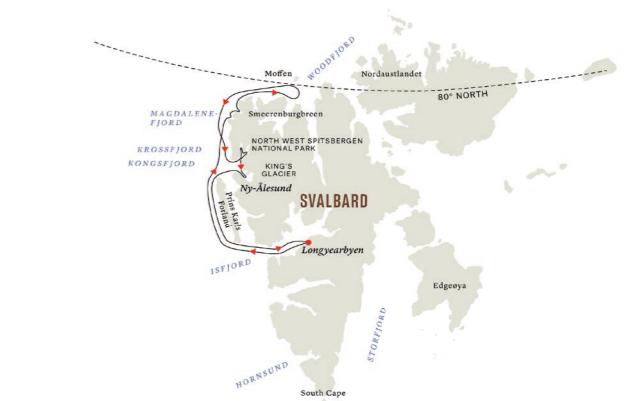 WOODFJORD
Moffen
Nordaustlandet
80° NORTH
MAGDALENE-
FJORD
Smeerenburgbreen
KROSSFJORD
NORTH WEST SPITSBERGEN
NATIONAL PARK
KONGSFJORD
KING'S
GLACIER
Ny-Ålesund
Prins Karls
Forland
SVALBARD
Longyearbyen
ISFJORD
Edgeøya
STORFJORD
HORNSUND
South Cape